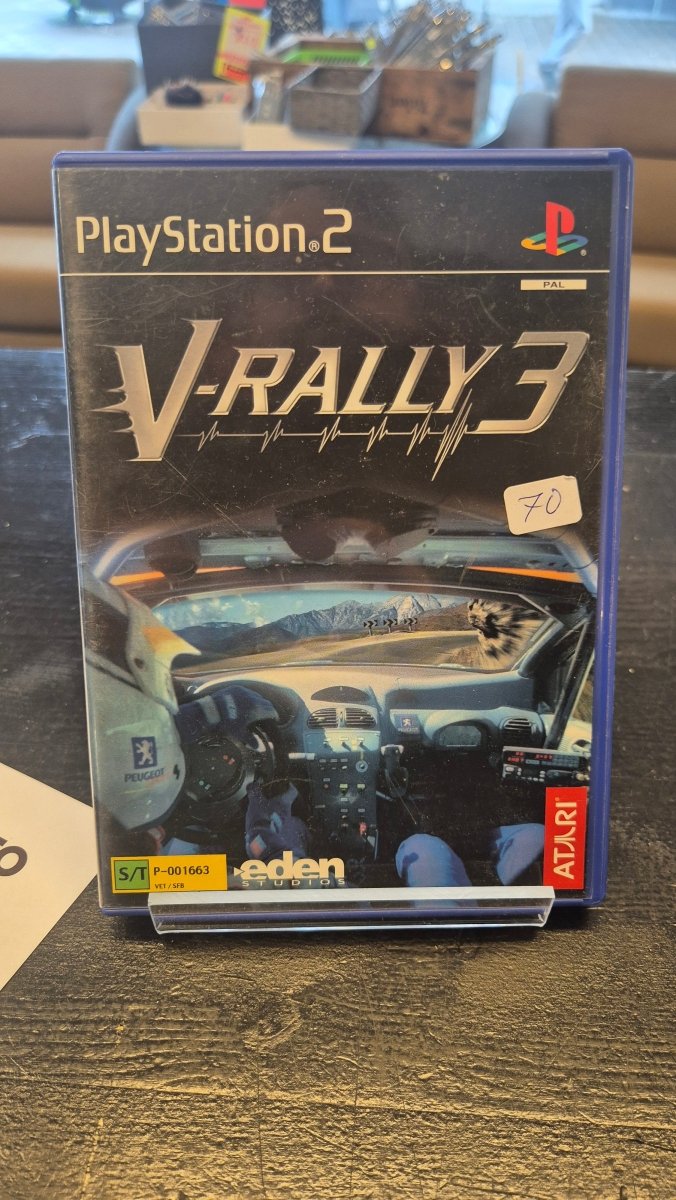 PlayStation®2
PAL
V-RALLY 3
70
PEUGEOT
S/T P-001663
VET / SFB
eden
STUDIOS
ATARI®